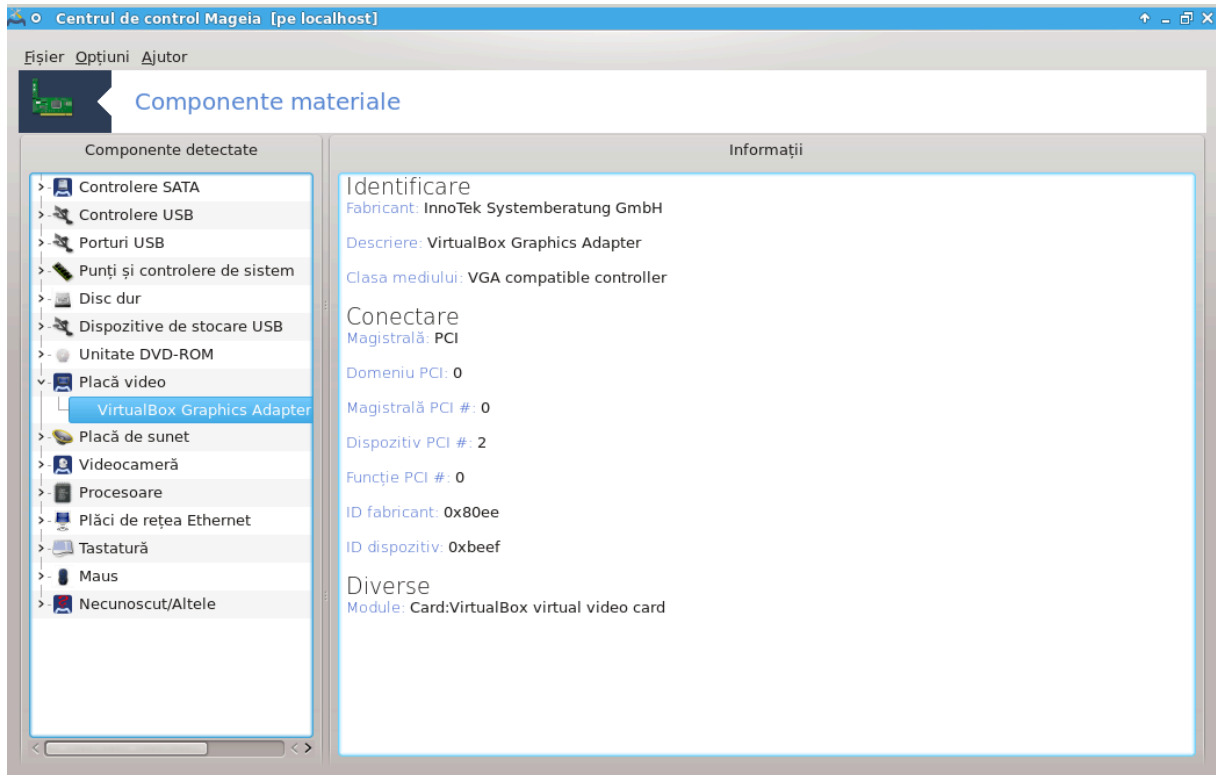 Centrul de control Mageia [pe localhost]
Fișier Opțiuni Ajutor
Componente materiale
Componente detectate
Controlere SATA
Controlere USB
Porturi USB
Punți și controlere de sistem
Disc dur
Dispozitive de stocare USB
Unitate DVD-ROM
Placă video
VirtualBox Graphics Adapter
Placă de sunet
Videocameră
Procesoare
Plăci de rețea Ethernet
Tastatură
Maus
Necunoscut/Altele
Informații
Identificare
Fabricant: InnoTek Systemberatung GmbH
Descriere: VirtualBox Graphics Adapter
Clasa mediului: VGA compatible controller
Conectare
Magistrală: PCI
Domeniu PCI: 0
Magistrală PCI #: 0
Dispozitiv PCI #: 2
Funcție PCI #: 0
ID fabricant: 0x80ee
ID dispozitiv: 0xbeef
Diverse
Module: Card:VirtualBox virtual video card